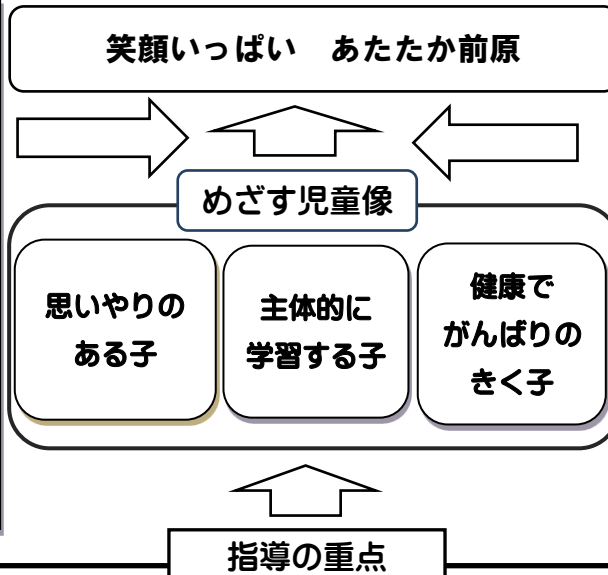 笑顔いっぱい　あたたか前原
めざす児童像
思いやりの
ある子
主体的に
学習する子
健康で
がんばりの
きく子
指導の重点